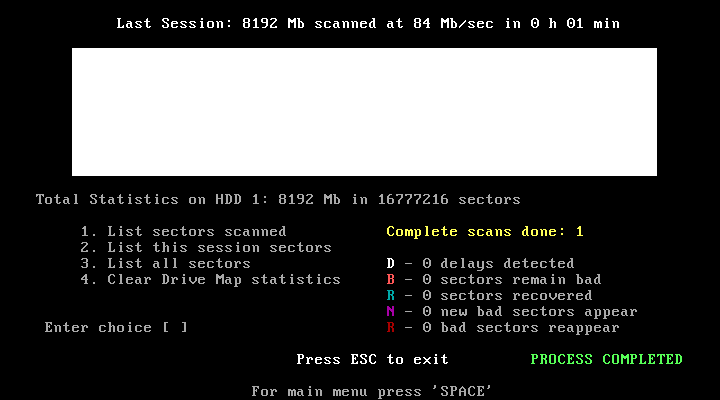 Last Session: 8192 Mb scanned at 84 Mb/sec in 0 h 01 min
Total Statistics on HDD 1: 8192 Mb in 16777216 sectors
1. List sectors scanned
2. List this session sectors
3. List all sectors
4. Clear Drive Map statistics
Enter choice [ ]
Complete scans done: 1
D - 0 delays detected
B - 0 sectors remain bad
R - 0 sectors recovered
N - 0 new bad sectors appear
R - 0 bad sectors reappear
Press ESC to exit
PROCESS COMPLETED
For main menu press 'SPACE'